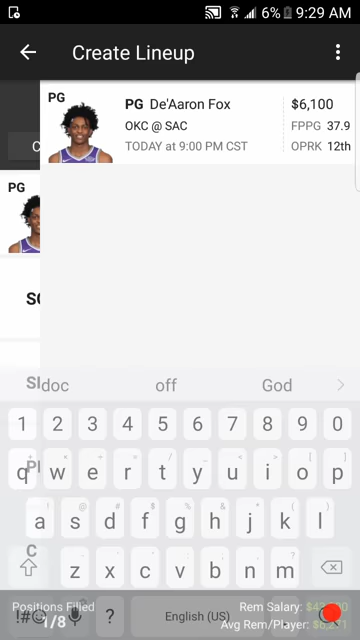 6% 9:29 AM
Create Lineup
PG
PG De'Aaron Fox $6,100
OKC @ SAC FPPG 37.9
TODAY at 9:00 PM CST OPRK 12th
C
PG
doc off God
1 2 3 4 5 6 7 8 9 0
q w e r t y u i o p
a s d f g h j k l
C
z x c v b n m
!#☺ ? English (US)
Positions Filled Rem Salary:
1/8 Avg Rem/Player: